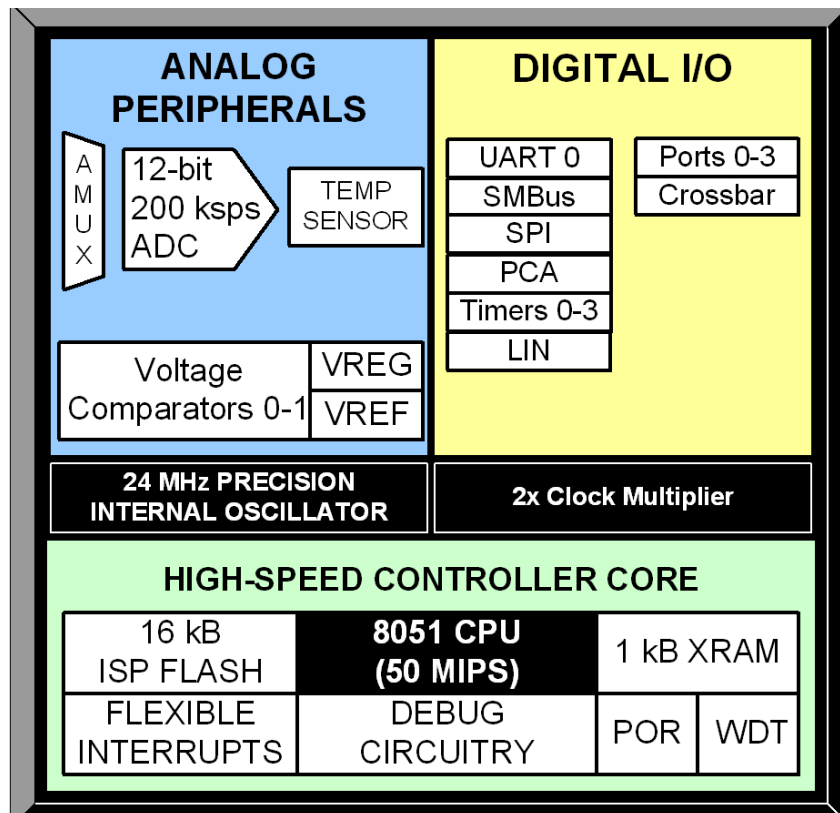 ANALOG
PERIPHERALS
A
M
U
X
12-bit
200 ksps
ADC
TEMP
SENSOR
Voltage
Comparators 0-1
VREG
VREF
DIGITAL I/O
UART 0
SMBus
SPI
PCA
Timers 0-3
LIN
Ports 0-3
Crossbar
24 MHz PRECISION
INTERNAL OSCILLATOR
2x Clock Multiplier
HIGH-SPEED CONTROLLER CORE
16 kB
ISP FLASH
8051 CPU
(50 MIPS)
1 kB XRAM
FLEXIBLE
INTERRUPTS
DEBUG
CIRCUITRY
POR
WDT